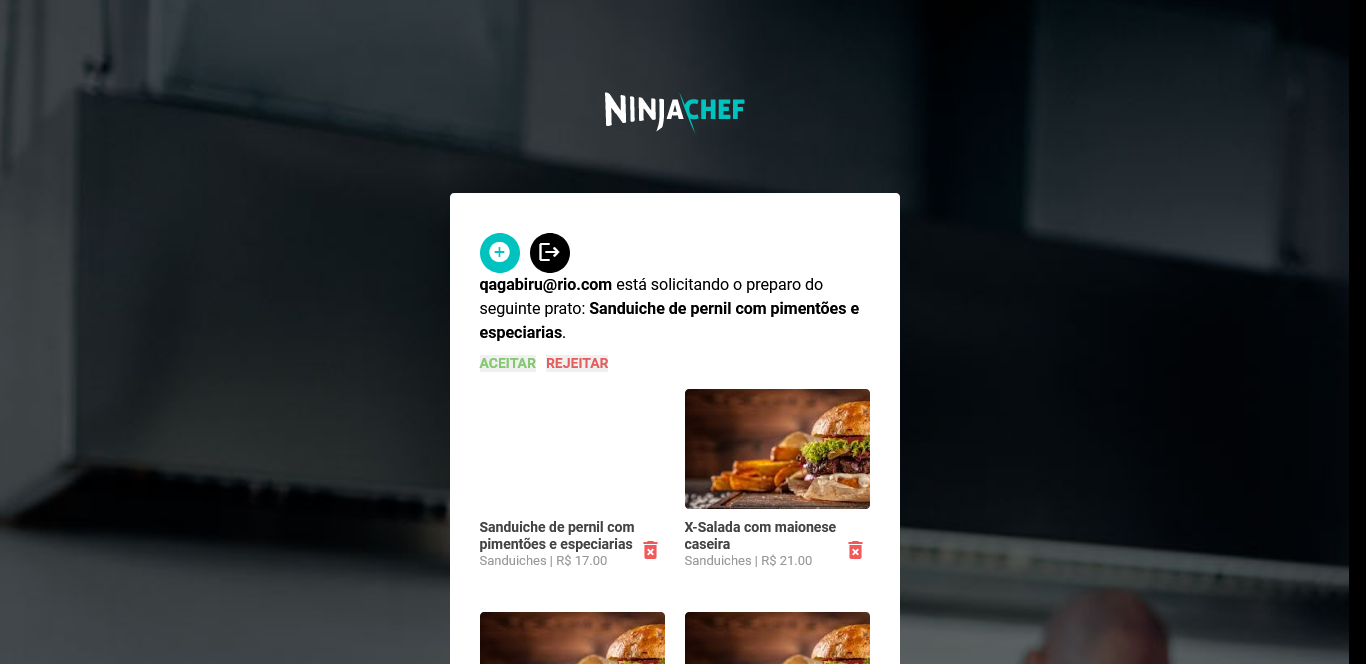 NINJACHEF
qagabiru@rio.com está solicitando o preparo do
seguinte prato: Sanduiche de pernil com pimentões e
especiarias.
ACEITAR REJEITAR
Sanduiche de pernil com
pimentões e especiarias
Sanduiches | R$ 17.00
X-Salada com maionese
caseira
Sanduiches | R$ 21.00